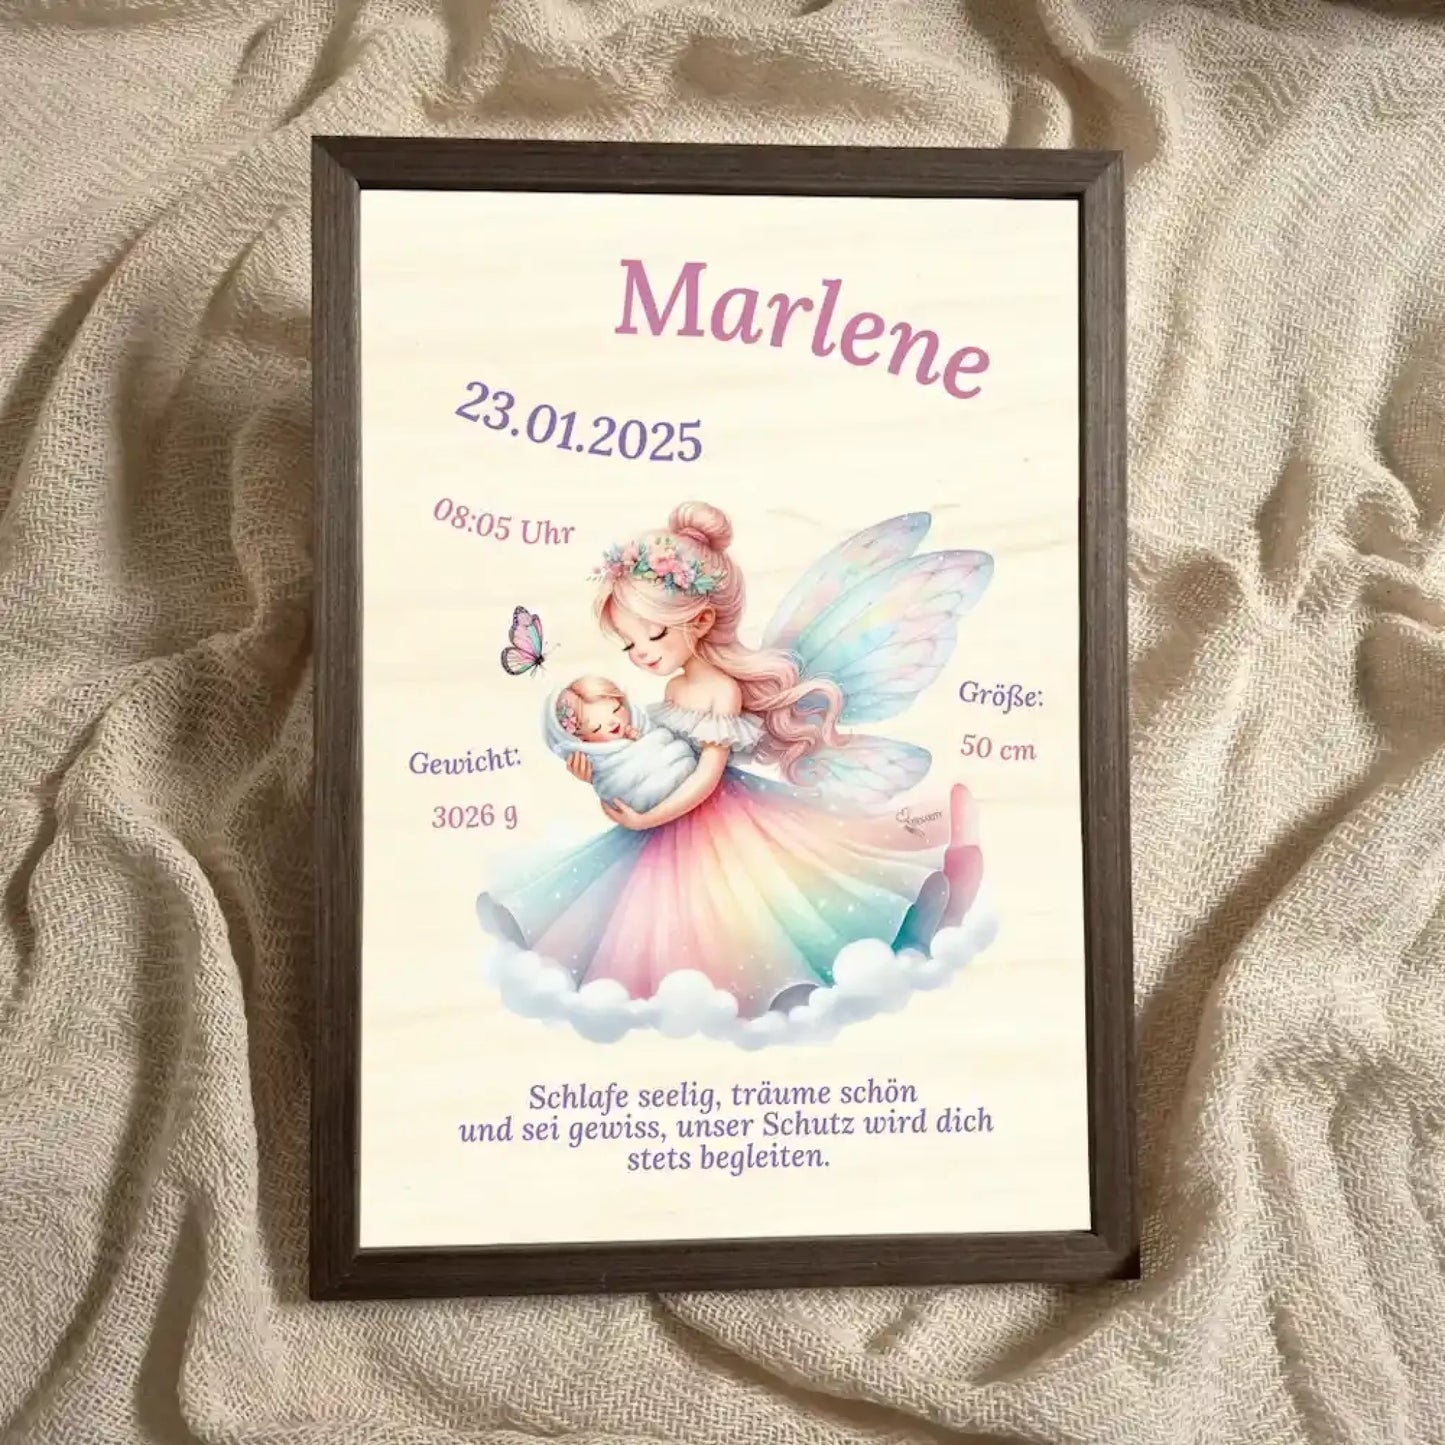 Marlene
23.01.2025
08:05 Uhr
Größe:
50 cm
Gewicht:
3026 g
Schlafe seelig, träume schön
und sei gewiss, unser Schutz wird dich
stets begleiten.